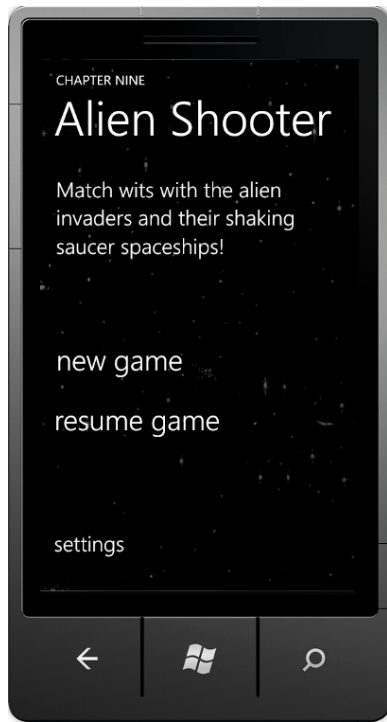 CHAPTER NINE
Alien Shooter
Match wits with the alien
invaders and their shaking
saucer spaceships!
new game
resume game
settings